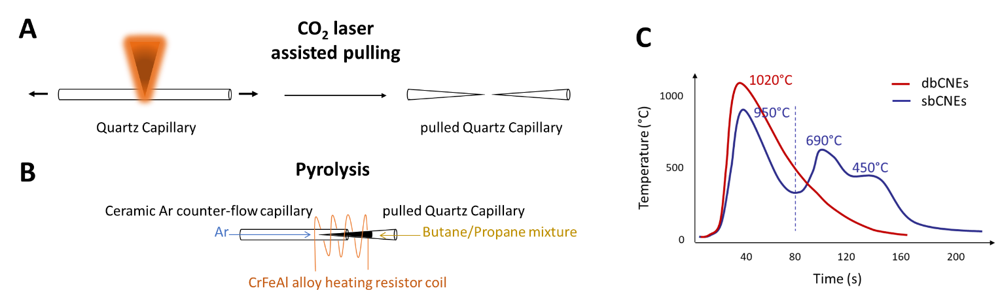 A
CO2 laser
assisted pulling
Quartz Capillary
pulled Quartz Capillary
B
Pyrolysis
Ceramic Ar counter-flow capillary
pulled Quartz Capillary
Ar
Butane/Propane mixture
CrFeAl alloy heating resistor coil
C
1020°C
950°C
690°C
450°C
dbCNEs
sbCNEs
Temperature (°C)
1000
500
0
40 80 120 160 200
Time (s)